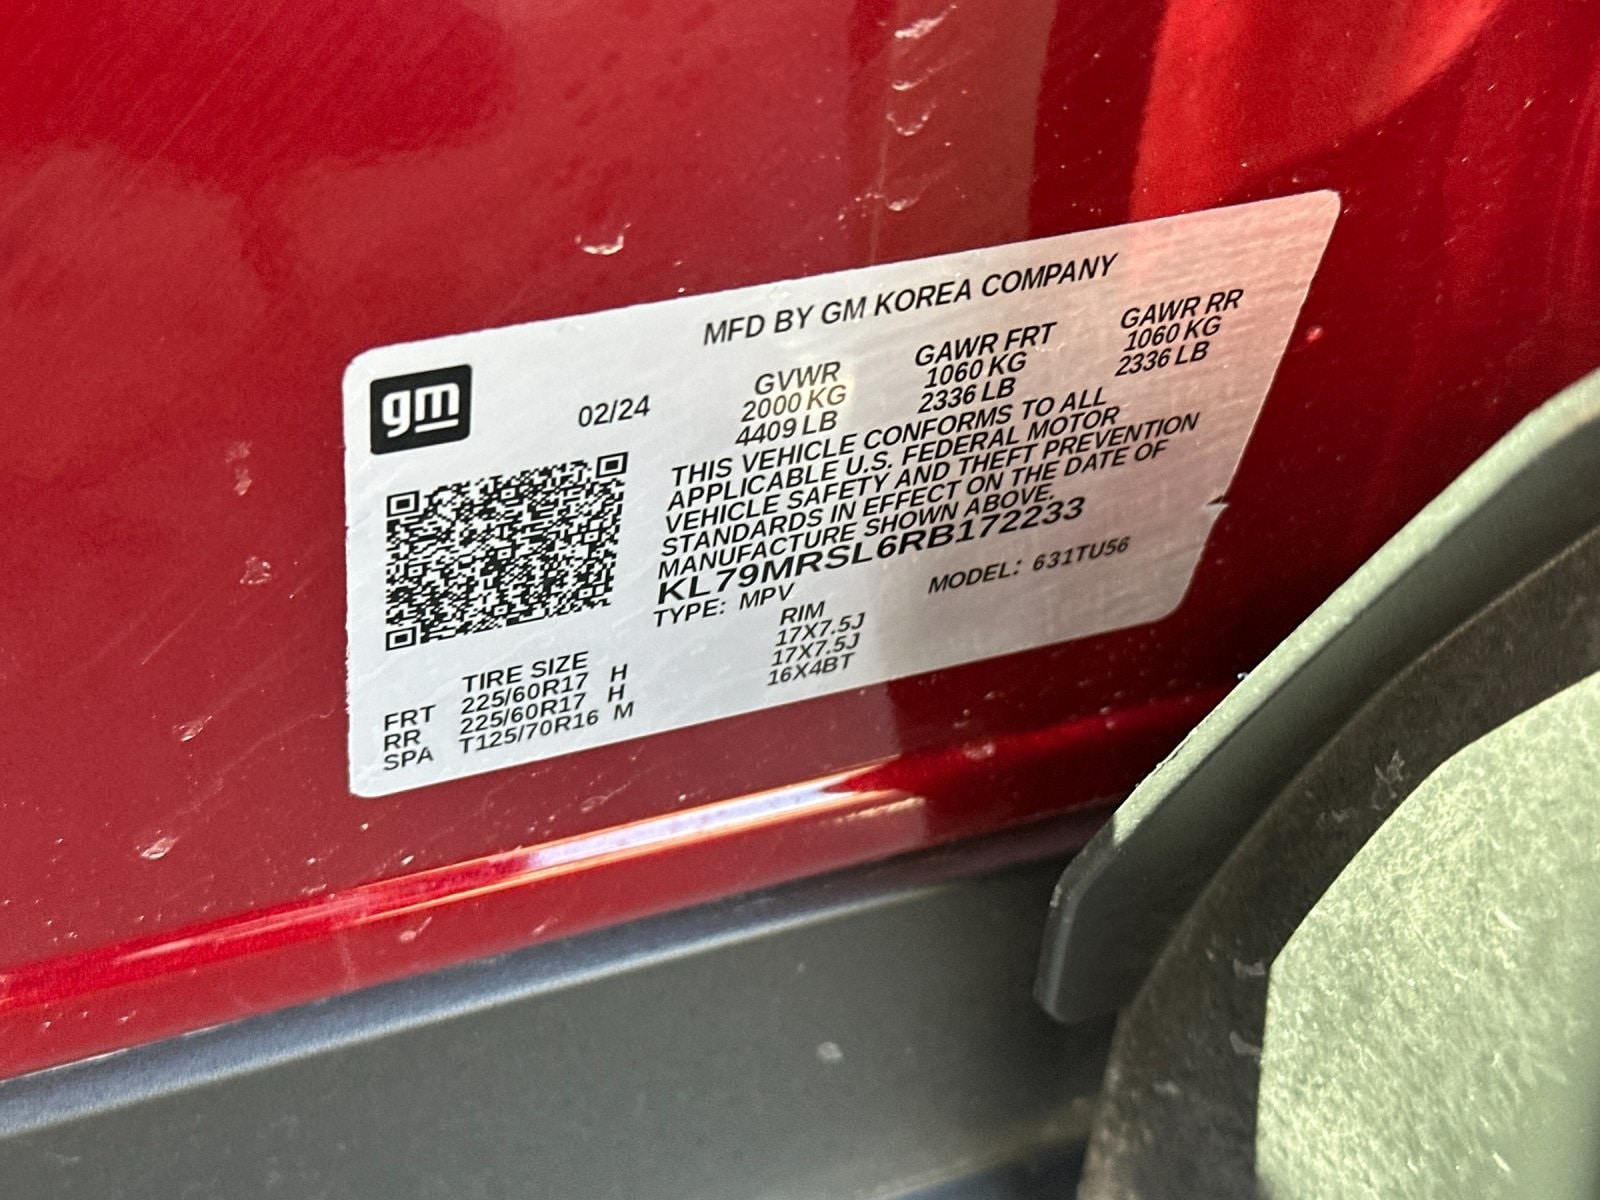 MFD BY GM KOREA COMPANY
gm
02/24
GVWR GAWR FRT GAWR RR
2000 KG 1060 KG 1060 KG
4409 LB 2336 LB 2336 LB
THIS VEHICLE CONFORMS TO ALL
APPLICABLE U.S. FEDERAL MOTOR
VEHICLE SAFETY AND THEFT PREVENTION
STANDARDS IN EFFECT ON THE DATE OF
MANUFACTURE SHOWN ABOVE.
KL79MRSL6RB172233
TYPE: MPV MODEL: 631TU56
TIRE SIZE RIM
FRT 225/60R17 H 17X7.5J
RR 225/60R17 H 17X7.5J
SPA T125/70R16 M 16X4BT